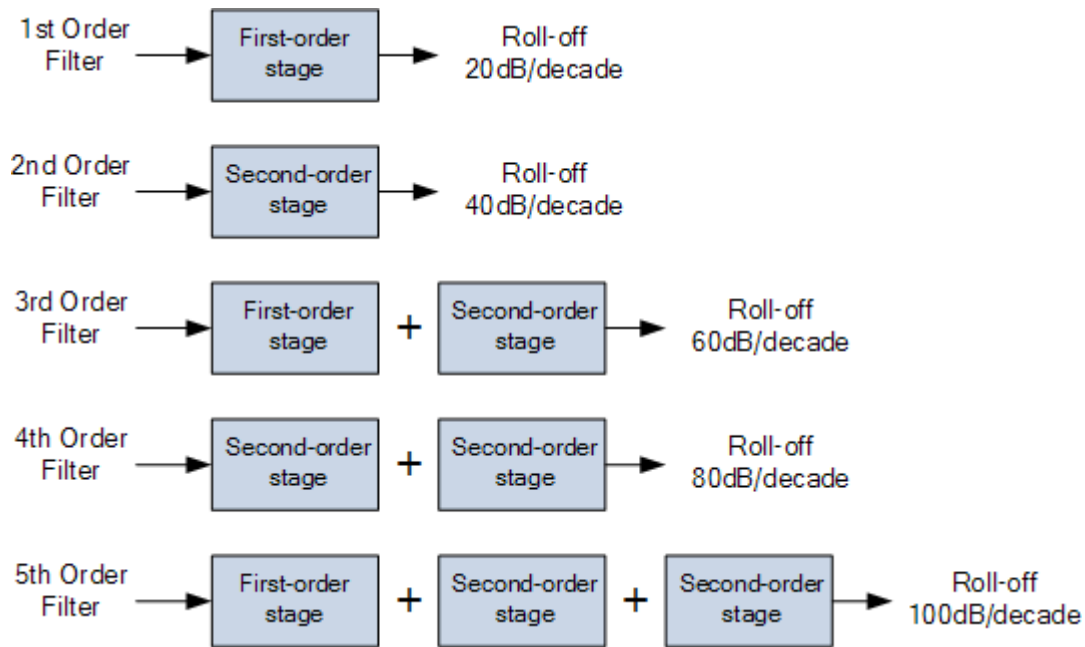 1st Order
Filter
First-order
stage
Roll-off
20dB/decade
2nd Order
Filter
Second-order
stage
Roll-off
40dB/decade
3rd Order
Filter
First-order
stage
+
Second-order
stage
Roll-off
60dB/decade
4th Order
Filter
Second-order
stage
+
Second-order
stage
Roll-off
80dB/decade
5th Order
Filter
First-order
stage
+
Second-order
stage
+
Second-order
stage
Roll-off
100dB/decade